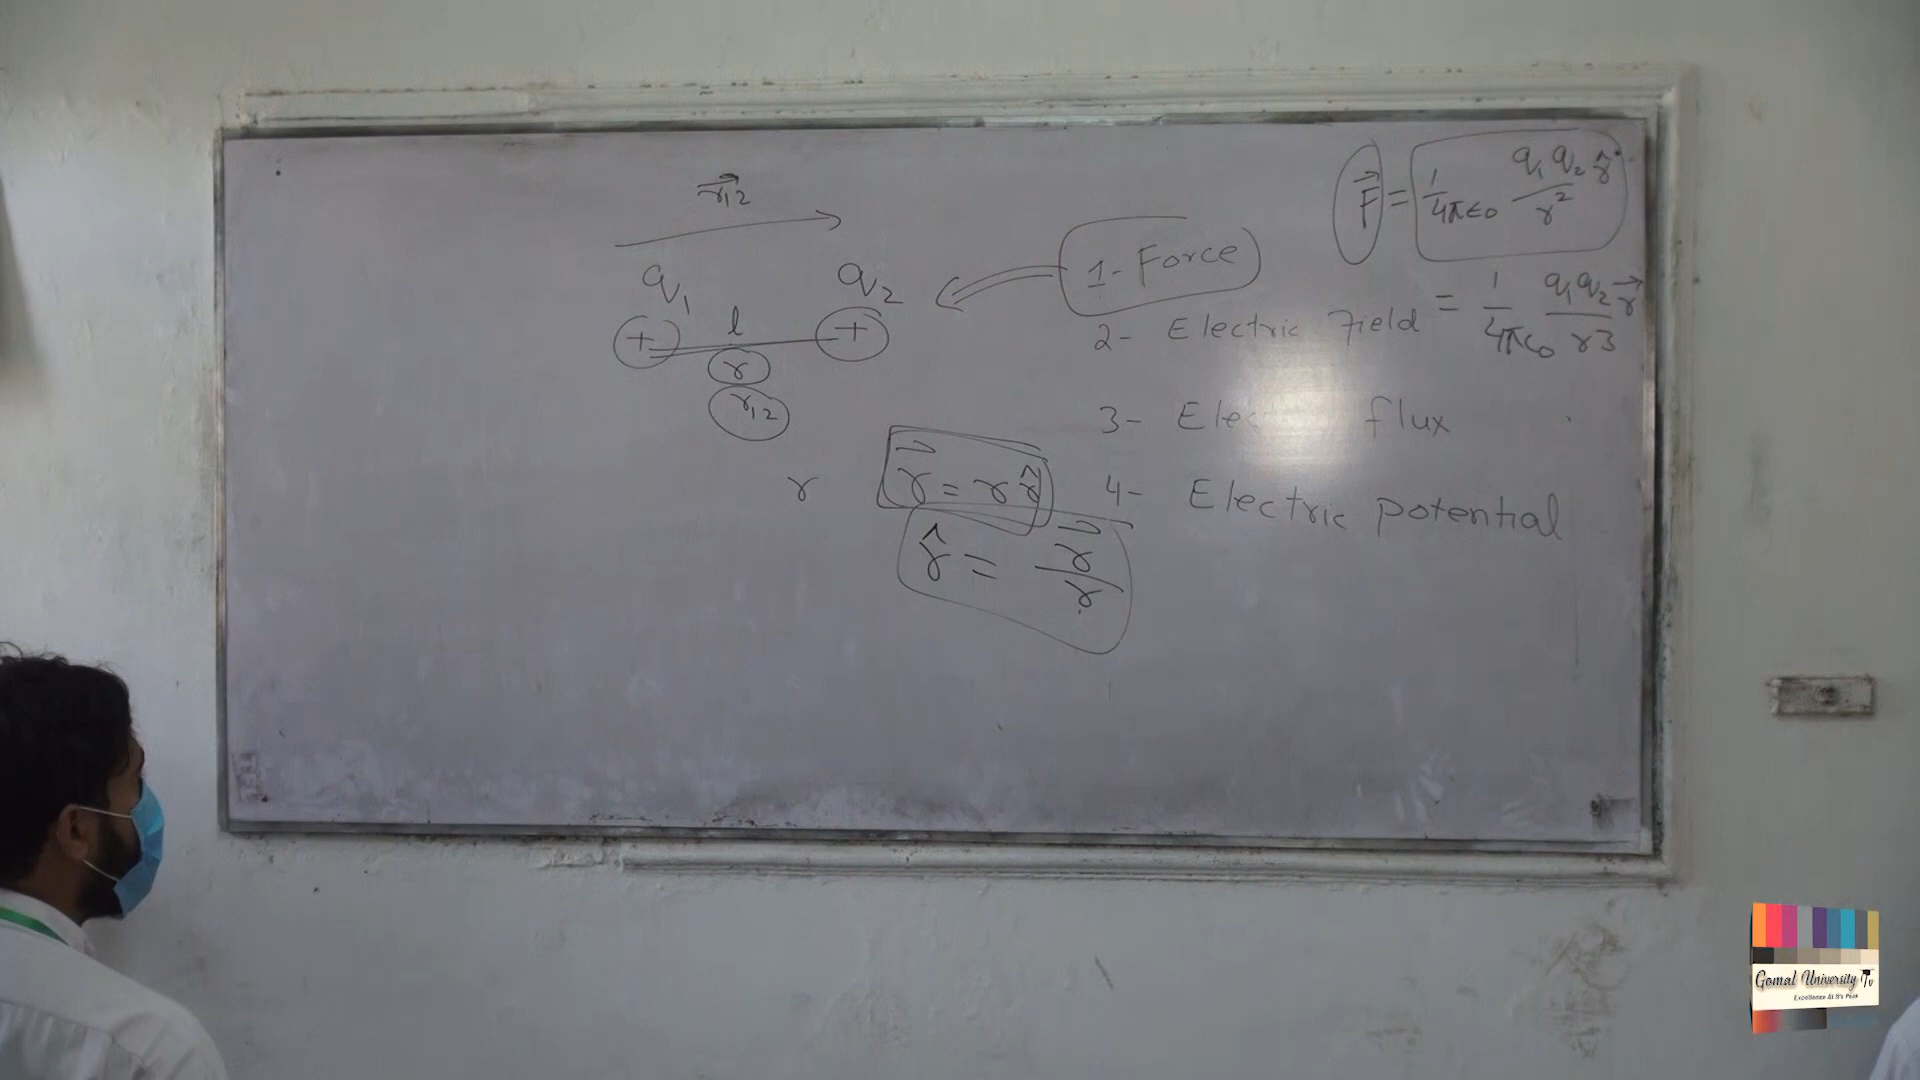 r⃗₁₂
q₁ q₂
+ l +
r
r₁₂
F⃗ = 1/4πε₀ q₁q₂/r² r̂
= 1/4πε₀ q₁q₂/r3 r⃗
1- Force
2- Electric Field
3- Electric flux
4- Electric potential
r
r⃗ = r r̂
r̂ = r⃗/r
Gomal University Tv
Excellence At It's Peak